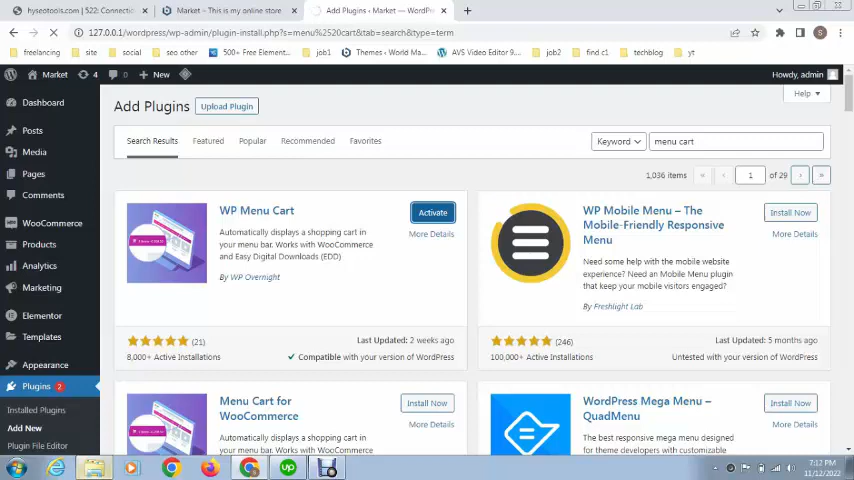 hyseotools.com | 522: Connectio
Market – This is my online store
Add Plugins ‹ Market — WordPre
127.0.0.1/wordpress/wp-admin/plugin-install.php?s=menu%2520cart&tab=search&type=term
freelancing
site
social
seo other
500+ Free Element...
job1
Themes ‹ World Ma...
AVS Video Editor 9....
job2
find c1
techblog
yt
Market
4
0
New
Howdy, admin
Dashboard
Posts
Media
Pages
Comments
WooCommerce
Products
Analytics
Marketing
Elementor
Templates
Appearance
Plugins 2
Installed Plugins
Add New
Plugin File Editor
Add Plugins
Upload Plugin
Help
Search Results
Featured
Popular
Recommended
Favorites
Keyword
menu cart
1,036 items
«
‹
1
of 29
›
»
WP Menu Cart
Activate
More Details
Automatically displays a shopping cart in
your menu bar. Works with WooCommerce
and Easy Digital Downloads (EDD)
By WP Overnight
(21)
Last Updated: 2 weeks ago
8,000+ Active Installations
Compatible with your version of WordPress
WP Mobile Menu – The
Mobile-Friendly Responsive
Menu
Install Now
More Details
Need some help with the mobile website
experience? Need an Mobile Menu plugin
that keep your mobile visitors engaged?
By Freshlight Lab
(246)
Last Updated: 5 months ago
100,000+ Active Installations
Untested with your version of WordPress
Menu Cart for
WooCommerce
Install Now
More Details
WordPress Mega Menu –
QuadMenu
Install Now
More Details
The best responsive mega menu designed
for theme developers with customizable
7:12 PM
11/12/2022